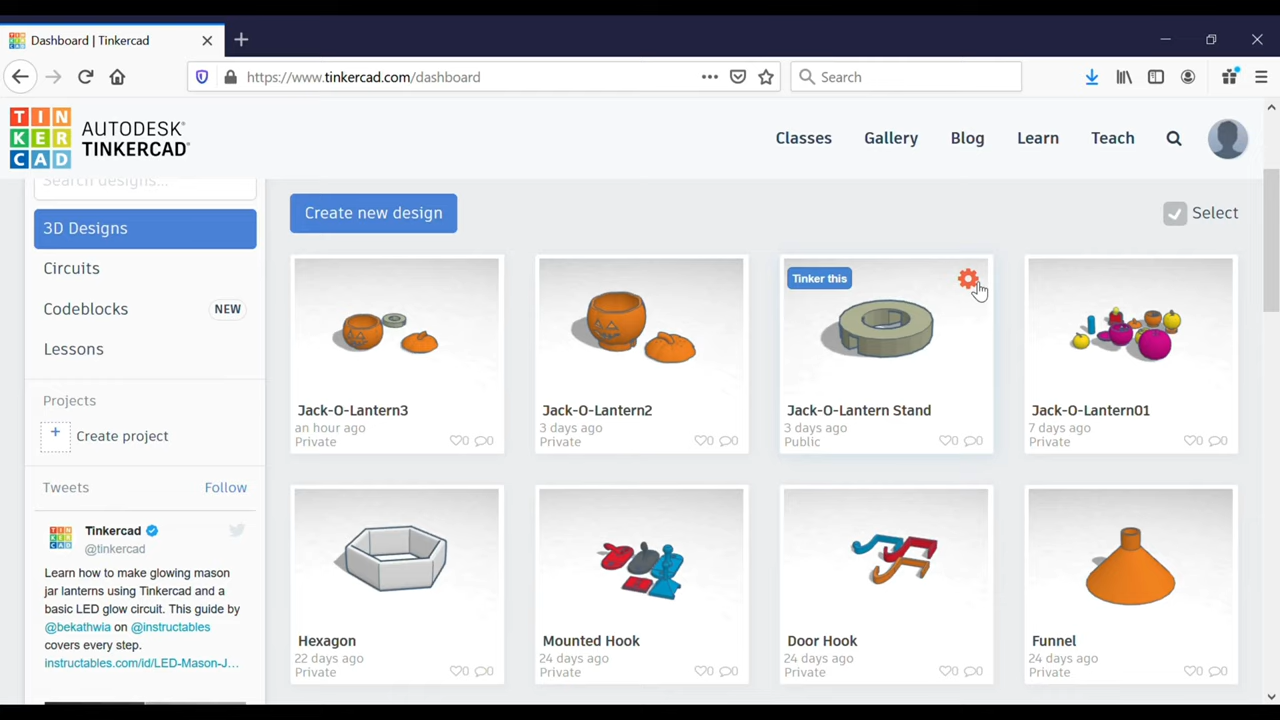 Dashboard | Tinkercad
https://www.tinkercad.com/dashboard
Search
TIN
KER
CAD
AUTODESK®
TINKERCAD®
Classes
Gallery
Blog
Learn
Teach
Search designs...
3D Designs
Circuits
Codeblocks
NEW
Lessons
Projects
+ Create project
Tweets
Follow
Tinkercad
@tinkercad
Learn how to make glowing mason
jar lanterns using Tinkercad and a
basic LED glow circuit. This guide by
@bekathwia on @instructables
covers every step.
instructables.com/id/LED-Mason-J...
Create new design
Select
Jack-O-Lantern3
an hour ago
Private
0
0
Jack-O-Lantern2
3 days ago
Private
0
0
Tinker this
Jack-O-Lantern Stand
3 days ago
Public
0
0
Jack-O-Lantern01
7 days ago
Private
0
0
Hexagon
22 days ago
Private
0
0
Mounted Hook
24 days ago
Private
0
0
Door Hook
24 days ago
Private
0
0
Funnel
24 days ago
Private
0
0